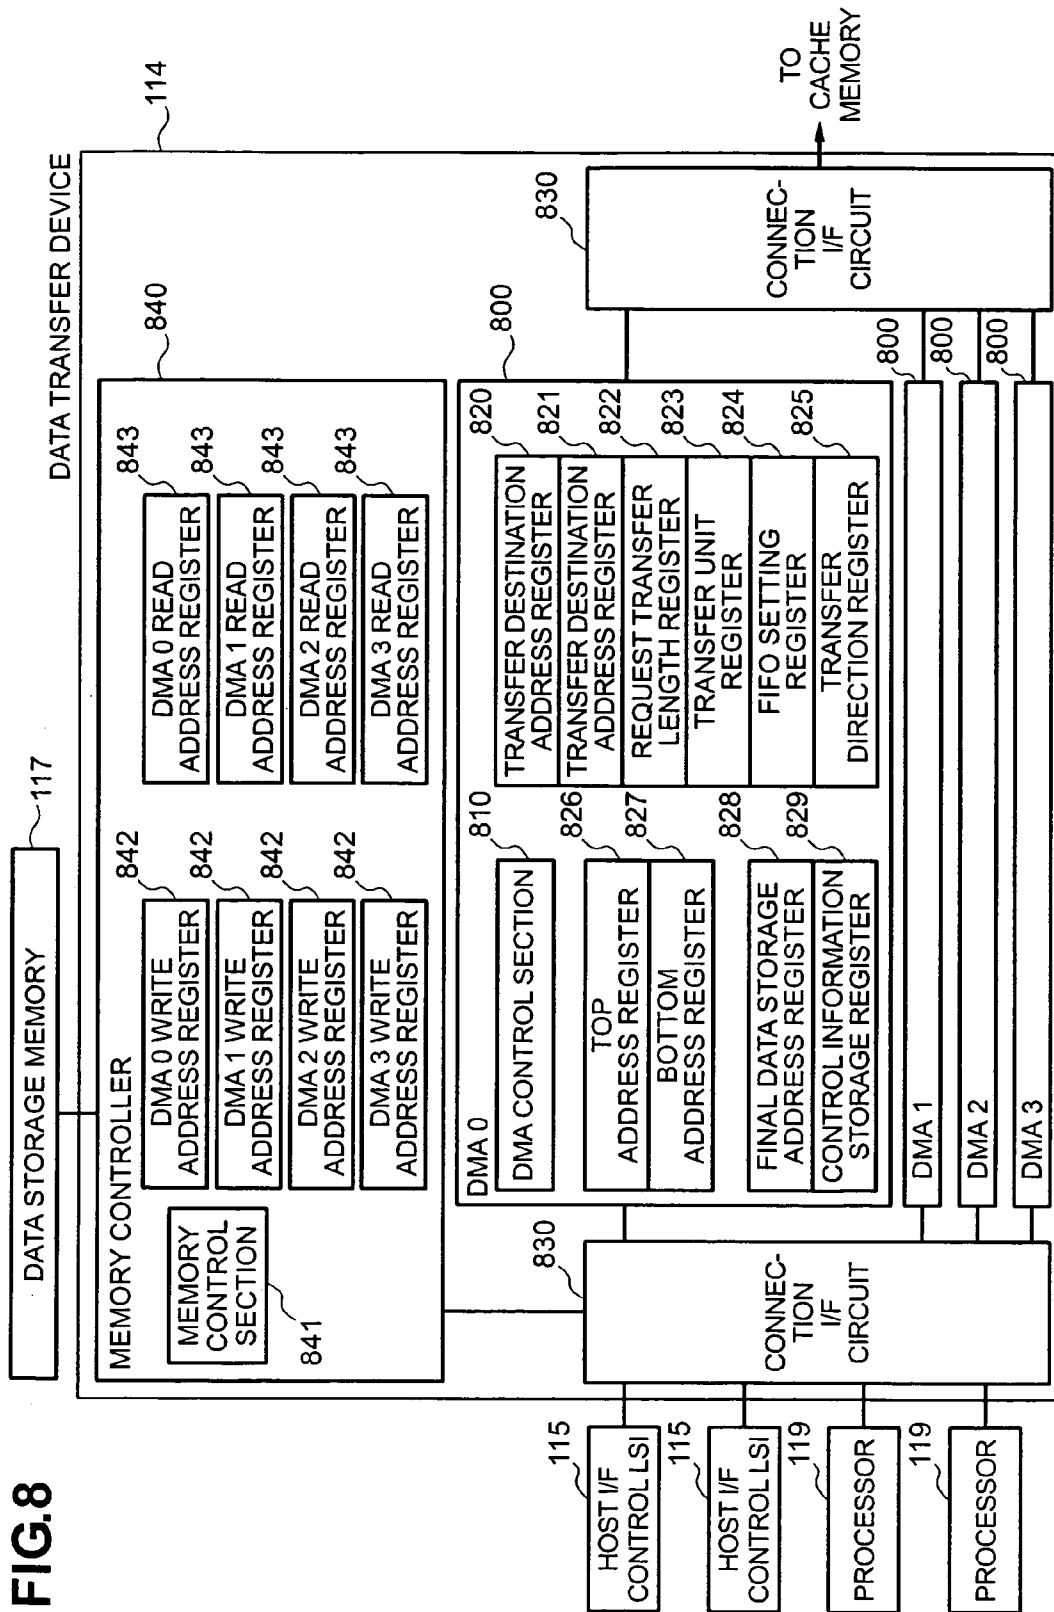 FIG.8
DATA STORAGE MEMORY
117
DATA TRANSFER DEVICE
114
MEMORY CONTROLLER
840
MEMORY
CONTROL
SECTION
841
DMA 0 WRITE
ADDRESS REGISTER
842
DMA 1 WRITE
ADDRESS REGISTER
842
DMA 2 WRITE
ADDRESS REGISTER
842
DMA 3 WRITE
ADDRESS REGISTER
842
DMA 0 READ
ADDRESS REGISTER
843
DMA 1 READ
ADDRESS REGISTER
843
DMA 2 READ
ADDRESS REGISTER
843
DMA 3 READ
ADDRESS REGISTER
843
HOST I/F
CONTROL LSI
115
HOST I/F
CONTROL LSI
115
PROCESSOR
119
PROCESSOR
119
CONNEC-
TION
I/F
CIRCUIT
830
DMA 0
800
DMA CONTROL SECTION
810
TOP
ADDRESS REGISTER
826
BOTTOM
ADDRESS REGISTER
827
FINAL DATA STORAGE
ADDRESS REGISTER
828
CONTROL INFORMATION
STORAGE REGISTER
829
TRANSFER DESTINATION
ADDRESS REGISTER
820
TRANSFER DESTINATION
ADDRESS REGISTER
821
REQUEST TRANSFER
LENGTH REGISTER
822
TRANSFER UNIT
REGISTER
823
FIFO SETTING
REGISTER
824
TRANSFER
DIRECTION REGISTER
825
DMA 1
800
DMA 2
800
DMA 3
800
CONNEC-
TION
I/F
CIRCUIT
830
TO
CACHE
MEMORY